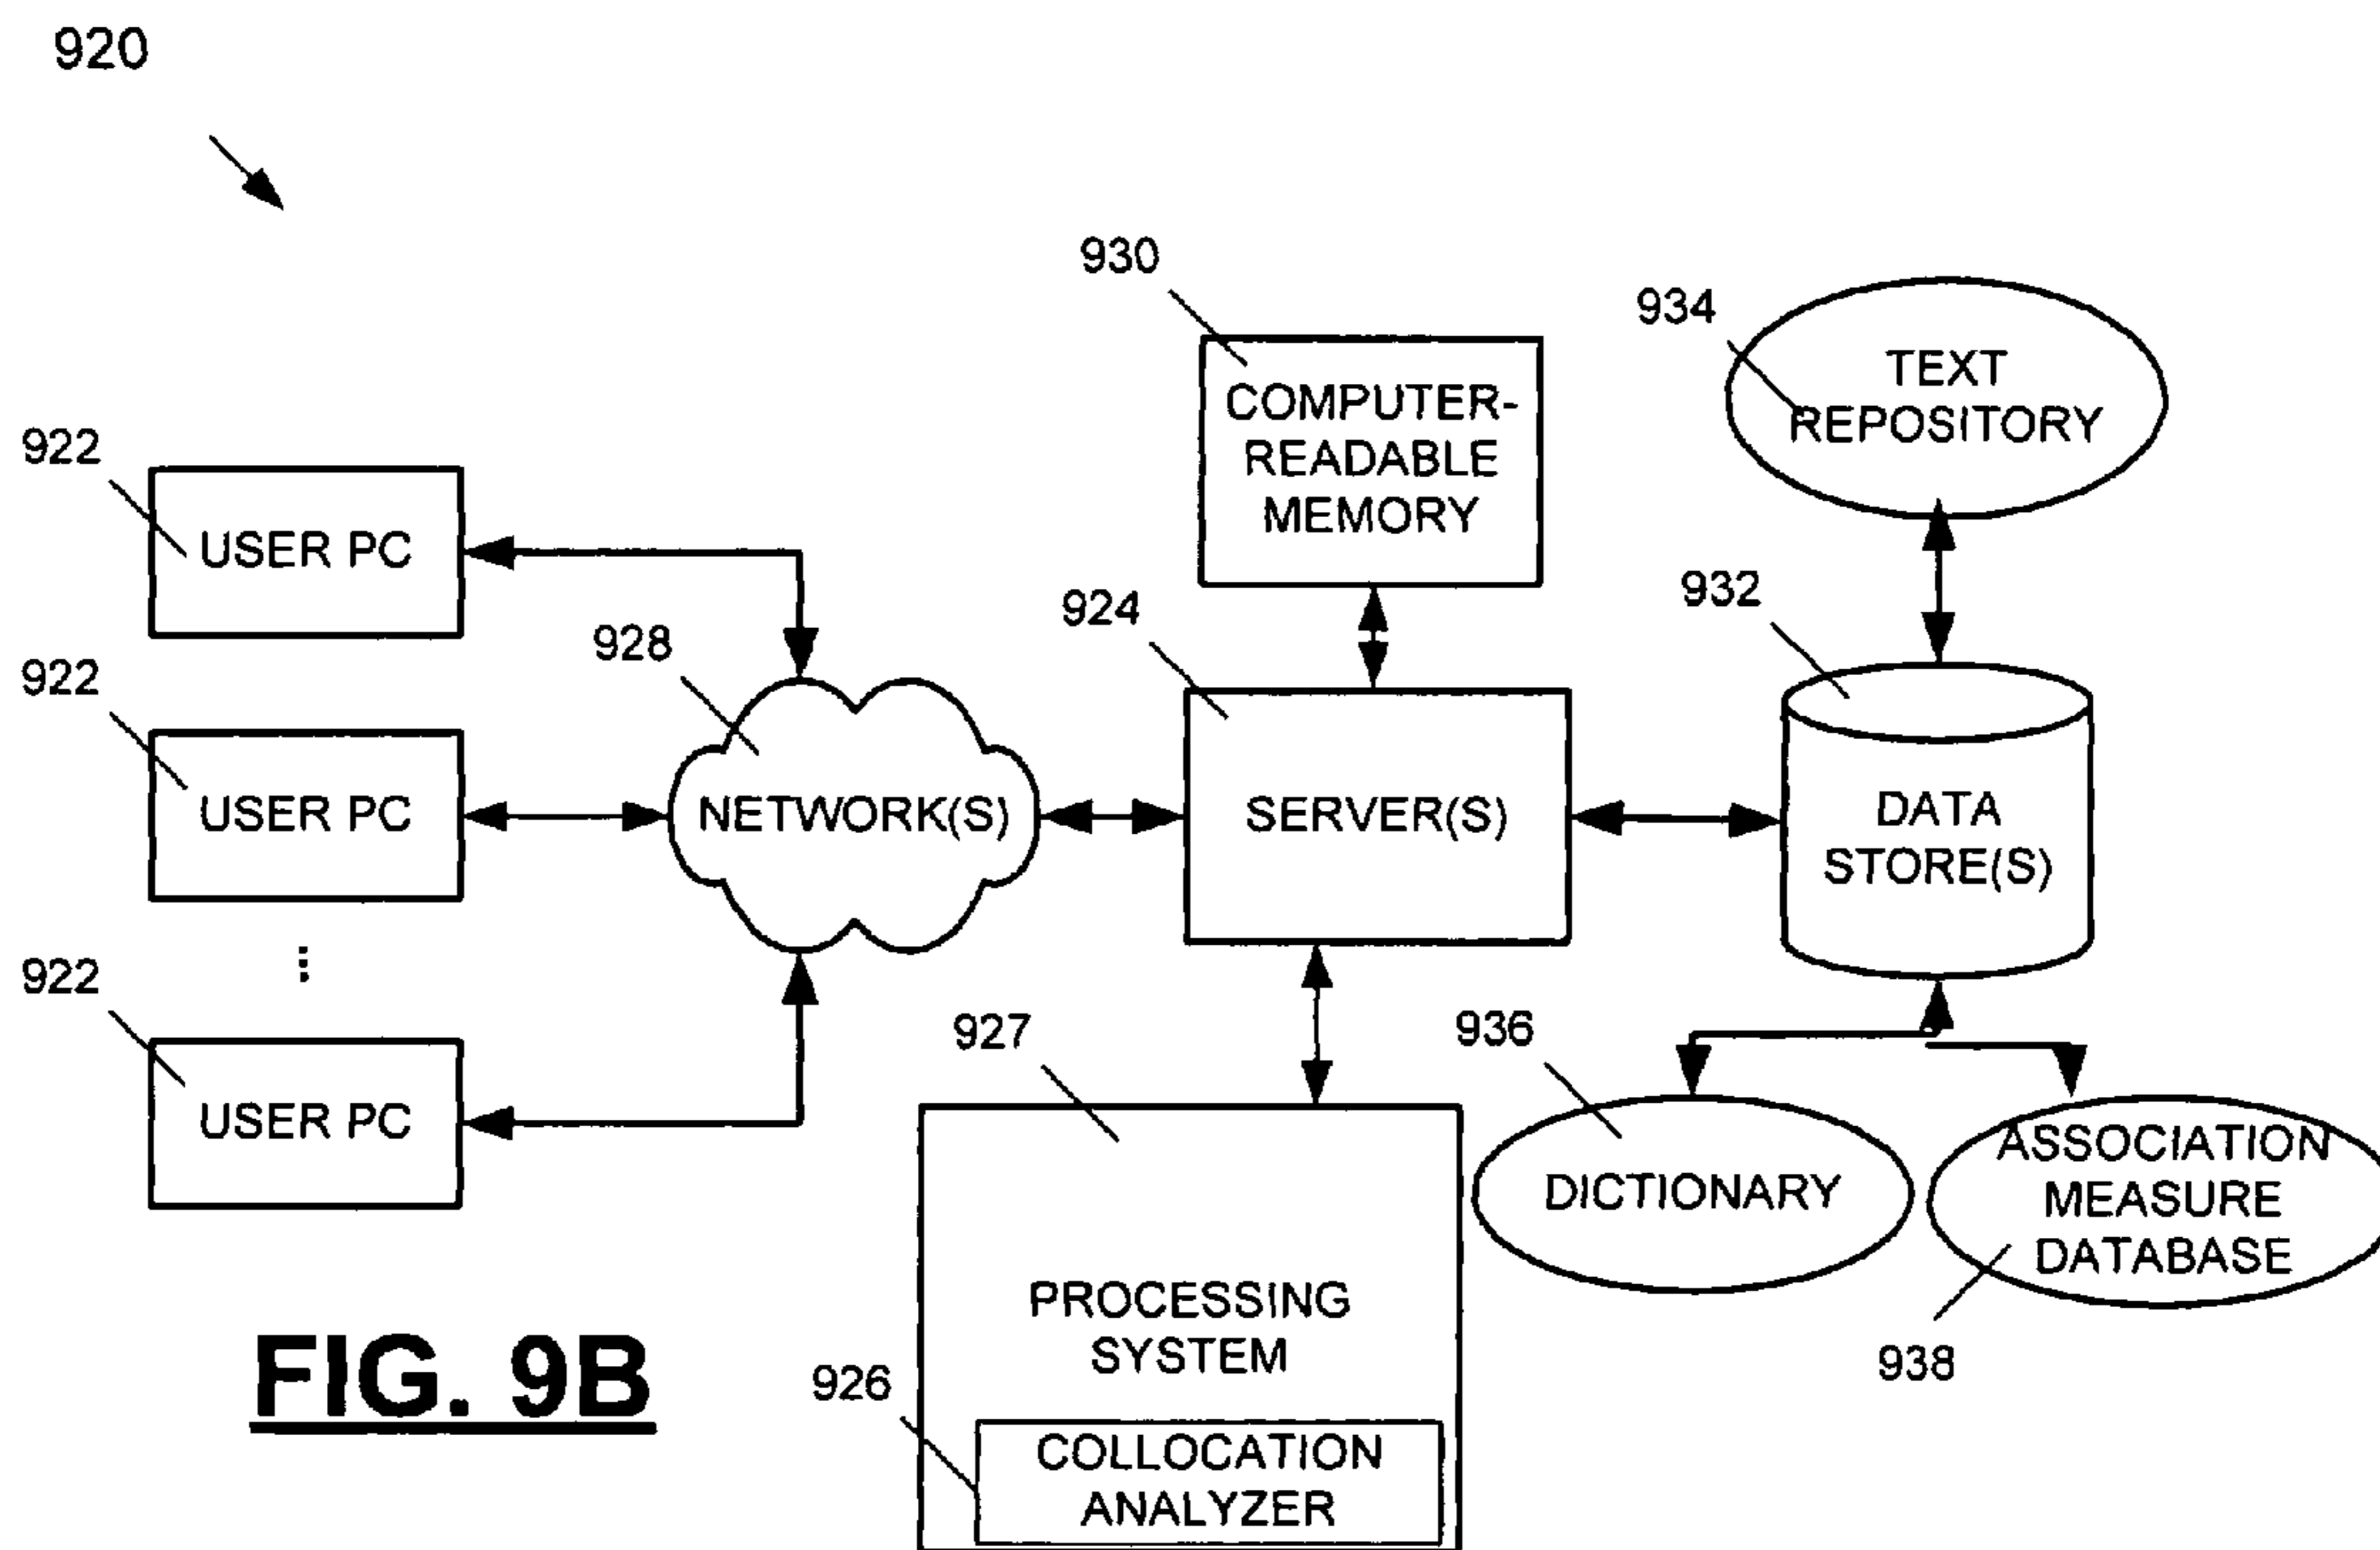 920
930
934
COMPUTER-
READABLE
MEMORY
TEXT
REPOSITORY
922
USER PC
928
924
932
922
USER PC
NETWORK(S)
SERVER(S)
DATA
STORE(S)
...
922
USER PC
927
936
DICTIONARY
ASSOCIATION
MEASURE
DATABASE
938
PROCESSING
SYSTEM
926
COLLOCATION
ANALYZER
FIG. 9B